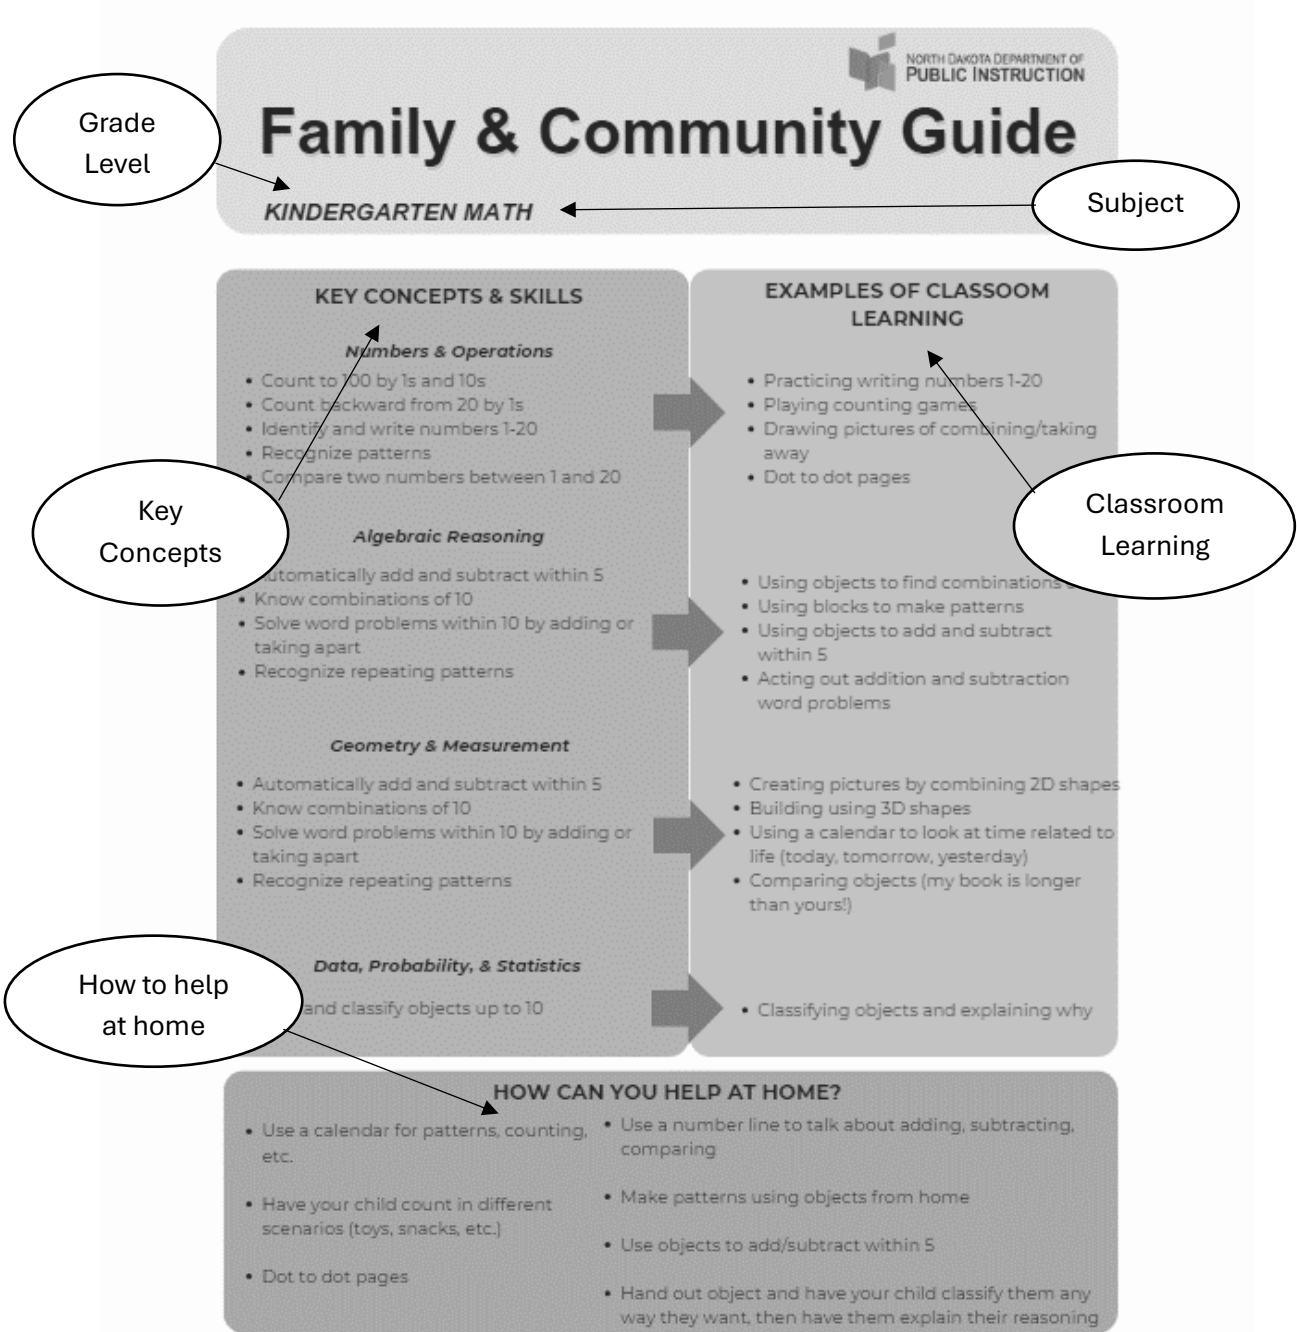 NORTH DAKOTA DEPARTMENT OF
PUBLIC INSTRUCTION
Grade
Level
Family & Community Guide
Subject
KINDERGARTEN MATH
KEY CONCEPTS & SKILLS
Numbers & Operations
• Count to 100 by 1s and 10s
• Count backward from 20 by 1s
• Identify and write numbers 1-20
• Recognize patterns
• Compare two numbers between 1 and 20
Key
Concepts
Algebraic Reasoning
Automatically add and subtract within 5
• Know combinations of 10
• Solve word problems within 10 by adding or
taking apart
• Recognize repeating patterns
Geometry & Measurement
• Automatically add and subtract within 5
• Know combinations of 10
• Solve word problems within 10 by adding or
taking apart
• Recognize repeating patterns
Data, Probability, & Statistics
and classify objects up to 10
EXAMPLES OF CLASSOOM
LEARNING
• Practicing writing numbers 1-20
• Playing counting games
• Drawing pictures of combining/taking
away
• Dot to dot pages
Classroom
Learning
• Using objects to find combinations
• Using blocks to make patterns
• Using objects to add and subtract
within 5
• Acting out addition and subtraction
word problems
• Creating pictures by combining 2D shapes
• Building using 3D shapes
• Using a calendar to look at time related to
life (today, tomorrow, yesterday)
• Comparing objects (my book is longer
than yours!)
• Classifying objects and explaining why
How to help
at home
HOW CAN YOU HELP AT HOME?
• Use a calendar for patterns, counting,
etc.
• Have your child count in different
scenarios (toys, snacks, etc.)
• Dot to dot pages
• Use a number line to talk about adding, subtracting,
comparing
• Make patterns using objects from home
• Use objects to add/subtract within 5
• Hand out object and have your child classify them any
way they want, then have them explain their reasoning